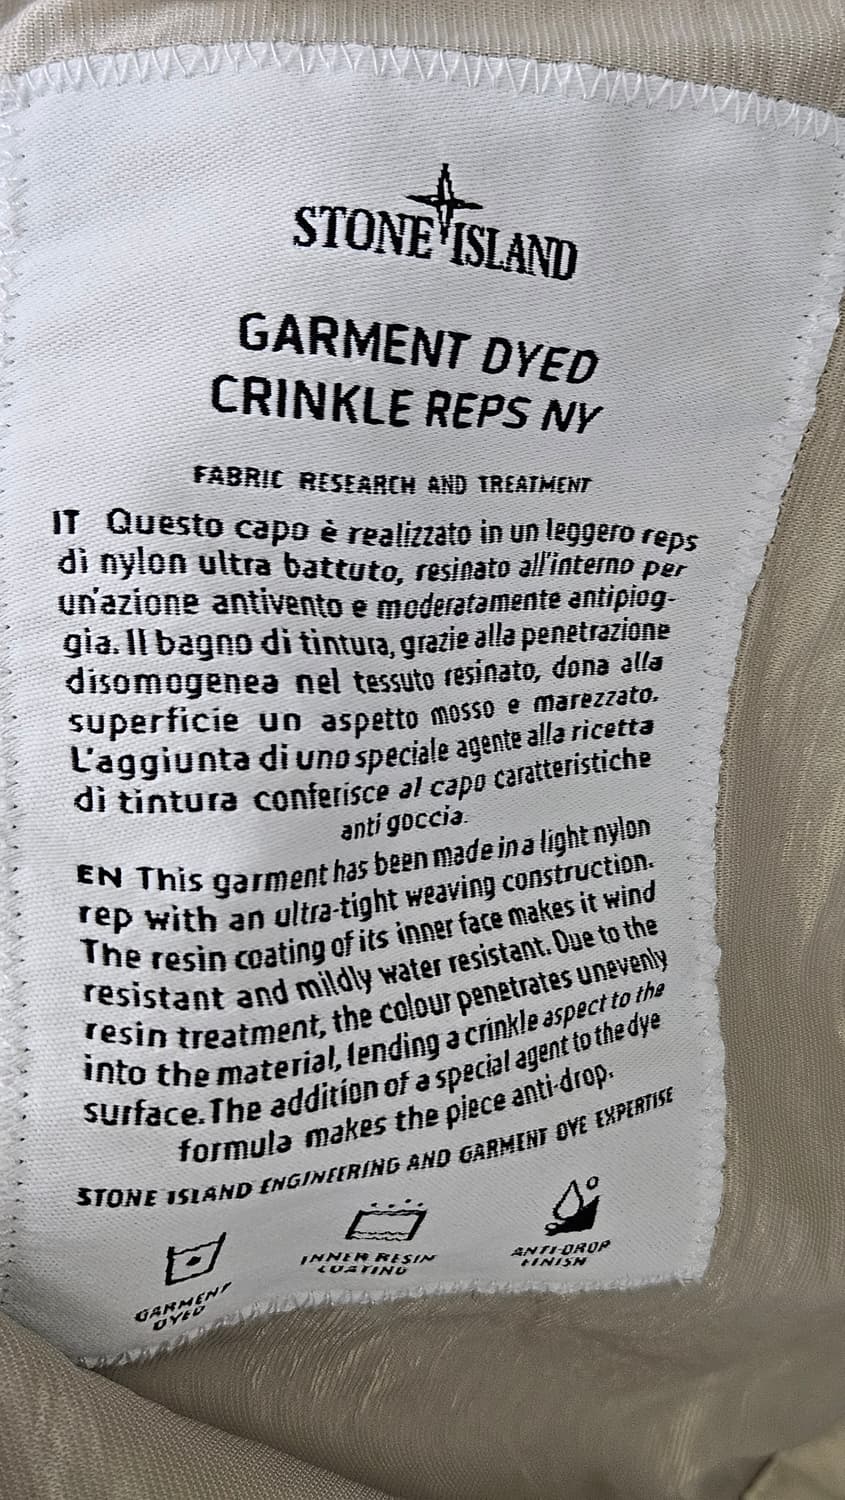 STONE ISLAND
GARMENT DYED
CRINKLE REPS NY
FABRIC RESEARCH AND TREATMENT
IT Questo capo è realizzato in un leggero reps
di nylon ultra battuto, resinato all'interno per
un'azione antivento e moderatamente antipiog-
gia. Il bagno di tintura, grazie alla penetrazione
disomogenea nel tessuto resinato, dona alla
superficie un aspetto mosso e marezzato.
L'aggiunta di uno speciale agente alla ricetta
di tintura conferisce al capo caratteristiche
anti goccia.
EN This garment has been made in a light nylon
rep with an ultra-tight weaving construction.
The resin coating of its inner face makes it wind
resistant and mildly water resistant. Due to the
resin treatment, the colour penetrates unevenly
into the material, lending a crinkle aspect to the
surface. The addition of a special agent to the dye
formula makes the piece anti-drop.
STONE ISLAND ENGINEERING AND GARMENT DYE EXPERTISE
GARMENT
DYED
INNER RESIN
COATING
ANTI-DROP
FINISH